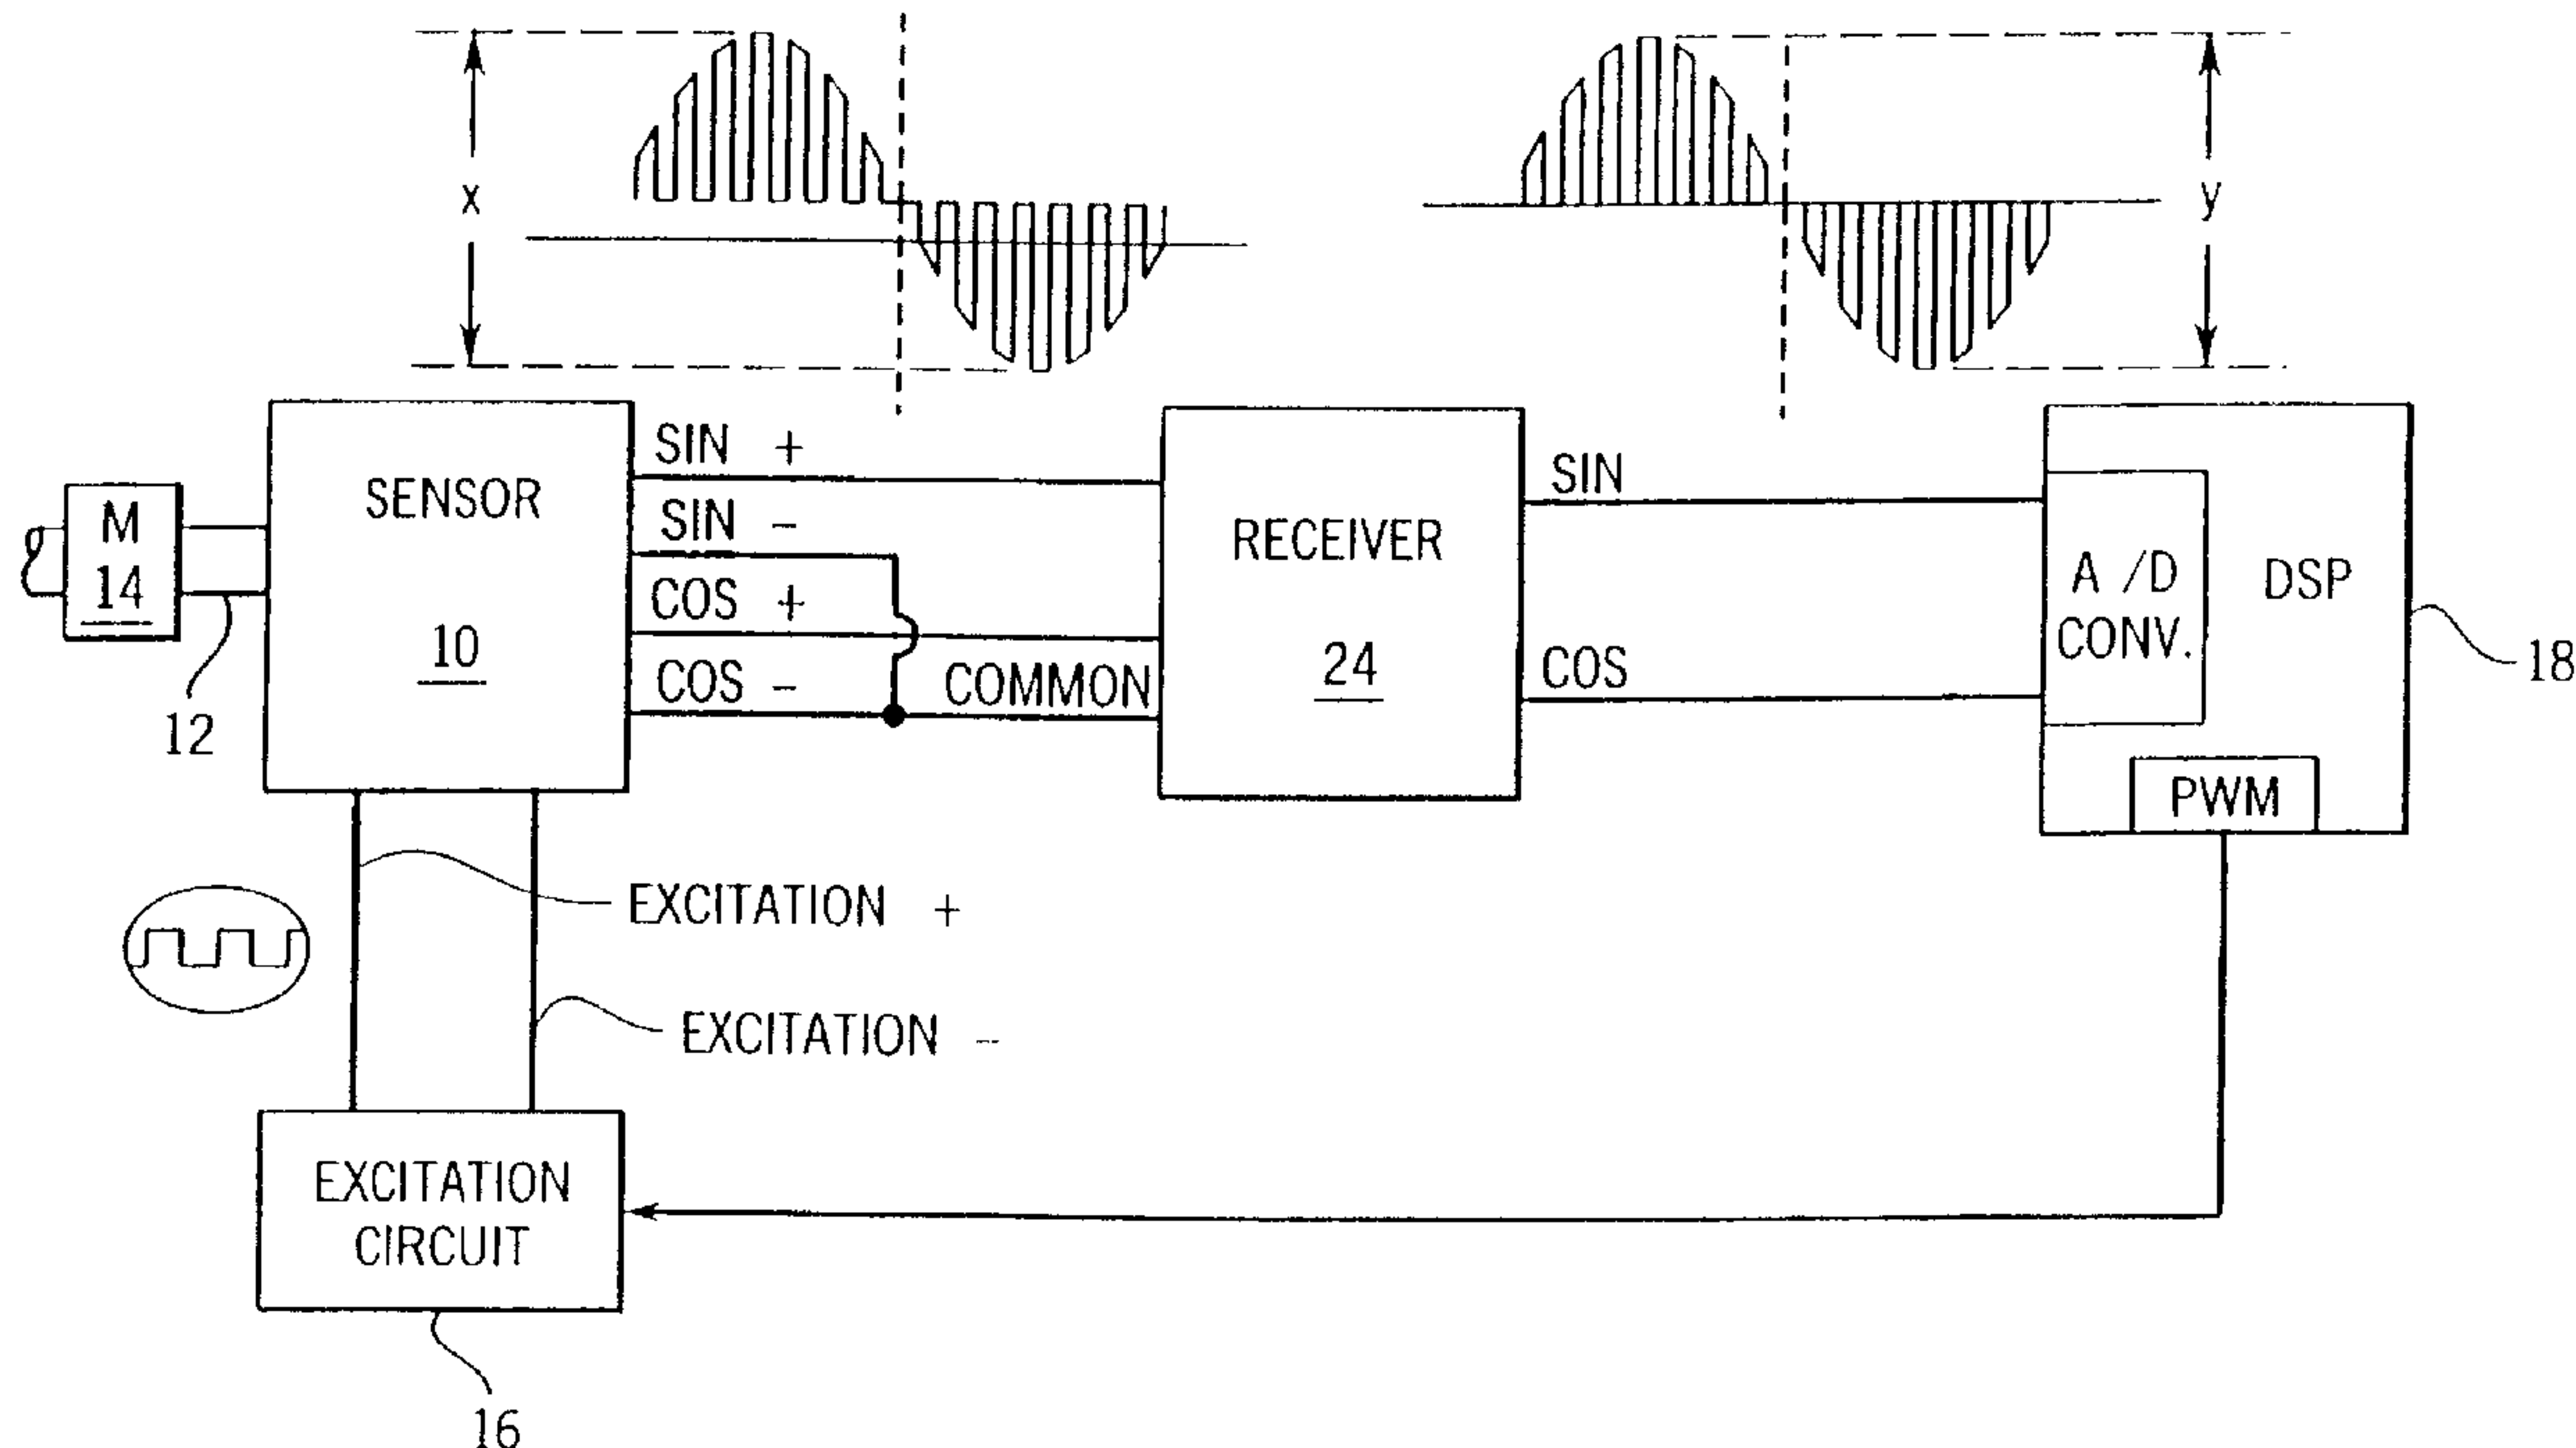 x
y
SENSOR
10
M
14
12
SIN +
SIN -
COS +
COS -
COMMON
RECEIVER
24
SIN
COS
A /D
CONV.
DSP
18
PWM
EXCITATION +
EXCITATION -
EXCITATION
CIRCUIT
16